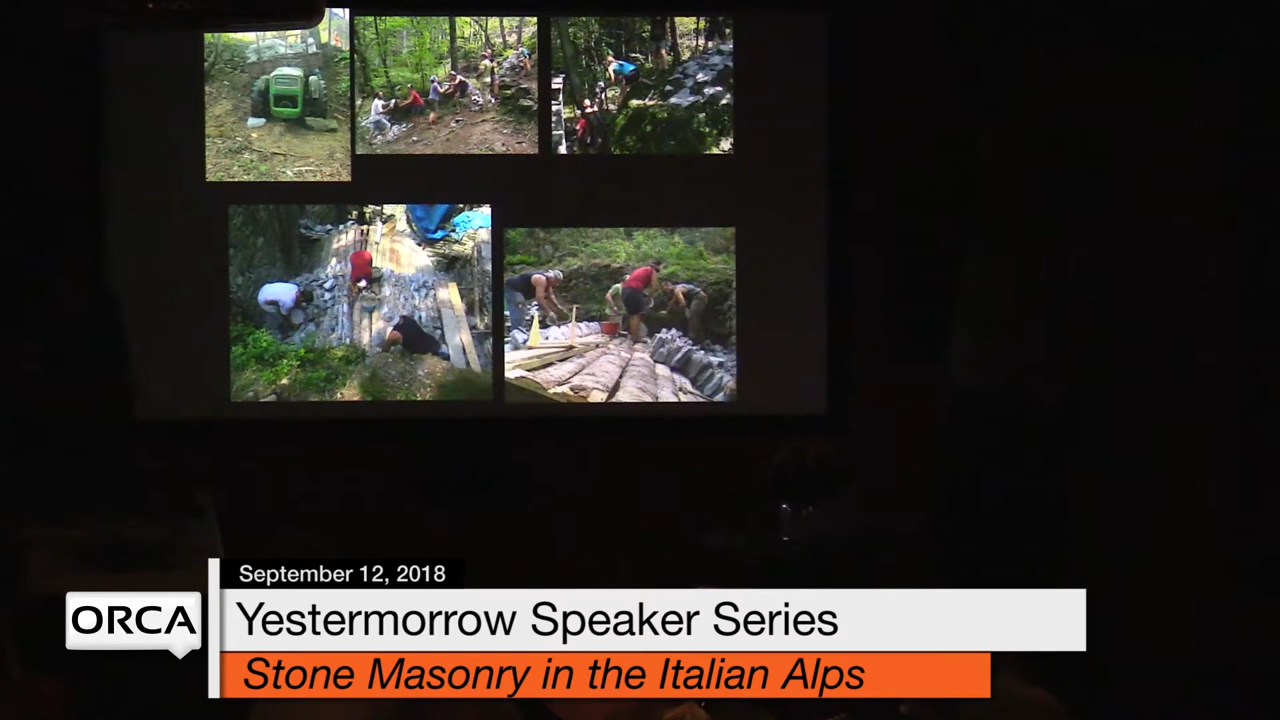 September 12, 2018
ORCA
Yestermorrow Speaker Series
Stone Masonry in the Italian Alps